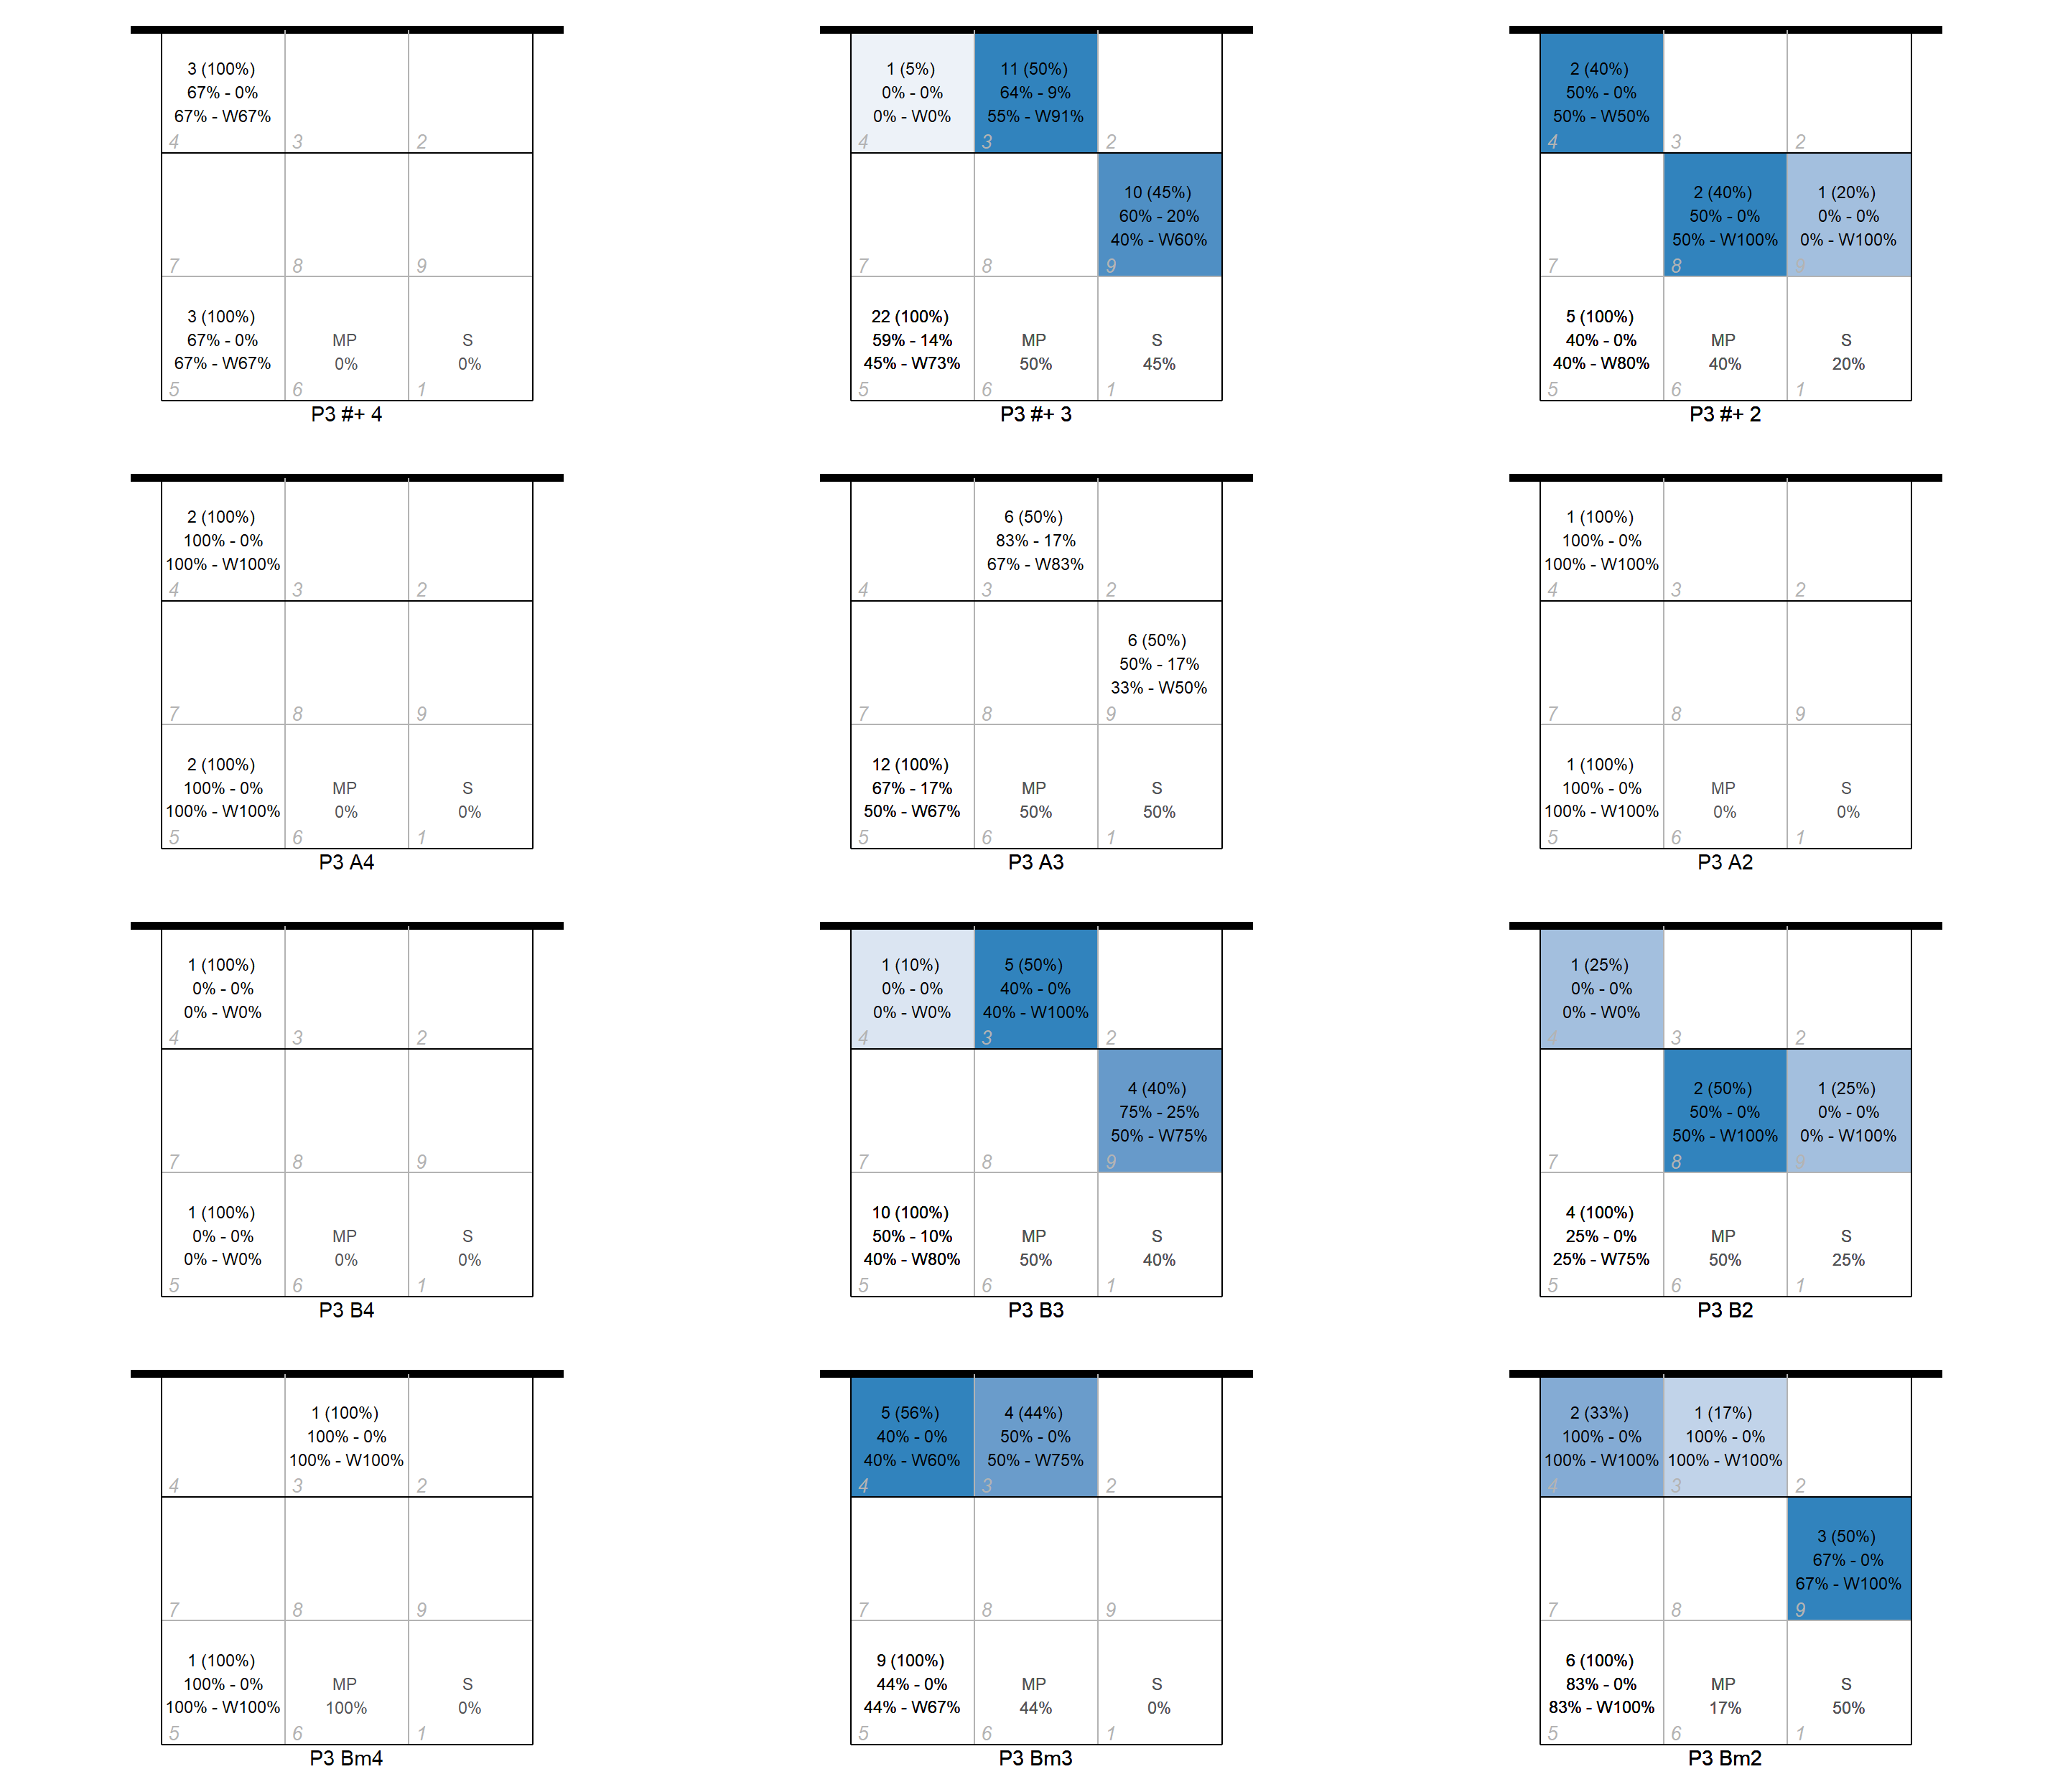 3 (100%)
67% - 0%
67% - W67%
4
3
2
7
8
9
3 (100%)
67% - 0%
67% - W67%
5
MP
0%
6
S
0%
1
P3 #+ 4
1 (5%)
0% - 0%
0% - W0%
4
11 (50%)
64% - 9%
55% - W91%
3
2
7
8
10 (45%)
60% - 20%
40% - W60%
9
22 (100%)
59% - 14%
45% - W73%
5
MP
50%
6
S
45%
1
P3 #+ 3
2 (40%)
50% - 0%
50% - W50%
4
3
2
7
2 (40%)
50% - 0%
50% - W100%
8
1 (20%)
0% - 0%
0% - W100%
9
5 (100%)
40% - 0%
40% - W80%
5
MP
40%
6
S
20%
1
P3 #+ 2
2 (100%)
100% - 0%
100% - W100%
4
3
2
7
8
9
2 (100%)
100% - 0%
100% - W100%
5
MP
0%
6
S
0%
1
P3 A4
4
6 (50%)
83% - 17%
67% - W83%
3
2
7
8
6 (50%)
50% - 17%
33% - W50%
9
12 (100%)
67% - 17%
50% - W67%
5
MP
50%
6
S
50%
1
P3 A3
1 (100%)
100% - 0%
100% - W100%
4
3
2
7
8
9
1 (100%)
100% - 0%
100% - W100%
5
MP
0%
6
S
0%
1
P3 A2
1 (100%)
0% - 0%
0% - W0%
4
3
2
7
8
9
1 (100%)
0% - 0%
0% - W0%
5
MP
0%
6
S
0%
1
P3 B4
1 (10%)
0% - 0%
0% - W0%
4
5 (50%)
40% - 0%
40% - W100%
3
2
7
8
4 (40%)
75% - 25%
50% - W75%
9
10 (100%)
50% - 10%
40% - W80%
5
MP
50%
6
S
40%
1
P3 B3
1 (25%)
0% - 0%
0% - W0%
4
3
2
7
2 (50%)
50% - 0%
50% - W100%
8
1 (25%)
0% - 0%
0% - W100%
9
4 (100%)
25% - 0%
25% - W75%
5
MP
50%
6
S
25%
1
P3 B2
4
1 (100%)
100% - 0%
100% - W100%
3
2
7
8
9
1 (100%)
100% - 0%
100% - W100%
5
MP
100%
6
S
0%
1
P3 Bm4
5 (56%)
40% - 0%
40% - W60%
4
4 (44%)
50% - 0%
50% - W75%
3
2
7
8
9
9 (100%)
44% - 0%
44% - W67%
5
MP
44%
6
S
0%
1
P3 Bm3
2 (33%)
100% - 0%
100% - W100%
4
1 (17%)
100% - 0%
100% - W100%
3
2
7
8
3 (50%)
67% - 0%
67% - W100%
9
6 (100%)
83% - 0%
83% - W100%
5
MP
17%
6
S
50%
1
P3 Bm2